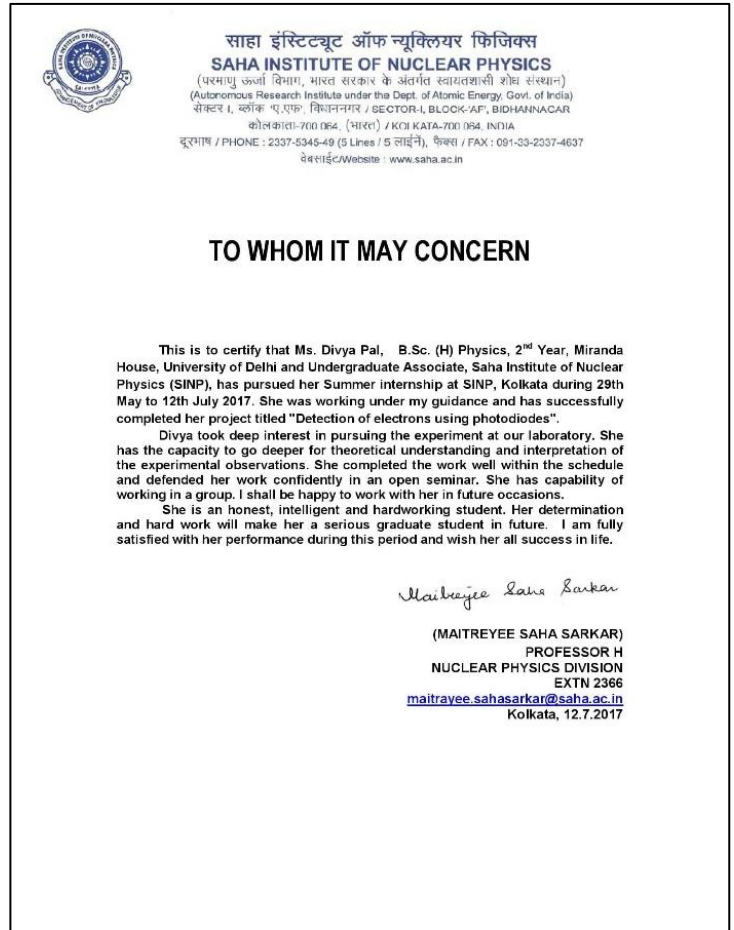 साहा इंस्टिट्यूट ऑफ न्यूक्लियर फिजिक्स
SAHA INSTITUTE OF NUCLEAR PHYSICS
(परमाणु ऊर्जा विभाग, भारत सरकार के अंतर्गत स्वायतशासी शोध संस्थान)
(Autonomous Research Institute under the Dept. of Atomic Energy, Govt. of India)
सेक्टर I, ब्लॉक 'ए.एफ', विधाननगर / SECTOR-I, BLOCK-'AF', BIDHANNAGAR
कोलकाता-700 064, (भारत) / KOLKATA-700 064, INDIA
दूरभाष / PHONE : 2337-5345-49 (5 Lines / 5 लाईनें), फैक्स / FAX : 091-33-2337-4637
वेबसाईट/Website : www.saha.ac.in
TO WHOM IT MAY CONCERN
This is to certify that Ms. Divya Pal, B.Sc. (H) Physics, 2nd Year, Miranda
House, University of Delhi and Undergraduate Associate, Saha Institute of Nuclear
Physics (SINP), has pursued her Summer internship at SINP, Kolkata during 29th
May to 12th July 2017. She was working under my guidance and has successfully
completed her project titled "Detection of electrons using photodiodes".
Divya took deep interest in pursuing the experiment at our laboratory. She
has the capacity to go deeper for theoretical understanding and interpretation of
the experimental observations. She completed the work well within the schedule
and defended her work confidently in an open seminar. She has capability of
working in a group. I shall be happy to work with her in future occasions.
She is an honest, intelligent and hardworking student. Her determination
and hard work will make her a serious graduate student in future. I am fully
satisfied with her performance during this period and wish her all success in life.
Maitreyee Saha Sarkar
(MAITREYEE SAHA SARKAR)
PROFESSOR H
NUCLEAR PHYSICS DIVISION
EXTN 2366
maitrayee.sahasarkar@saha.ac.in
Kolkata, 12.7.2017